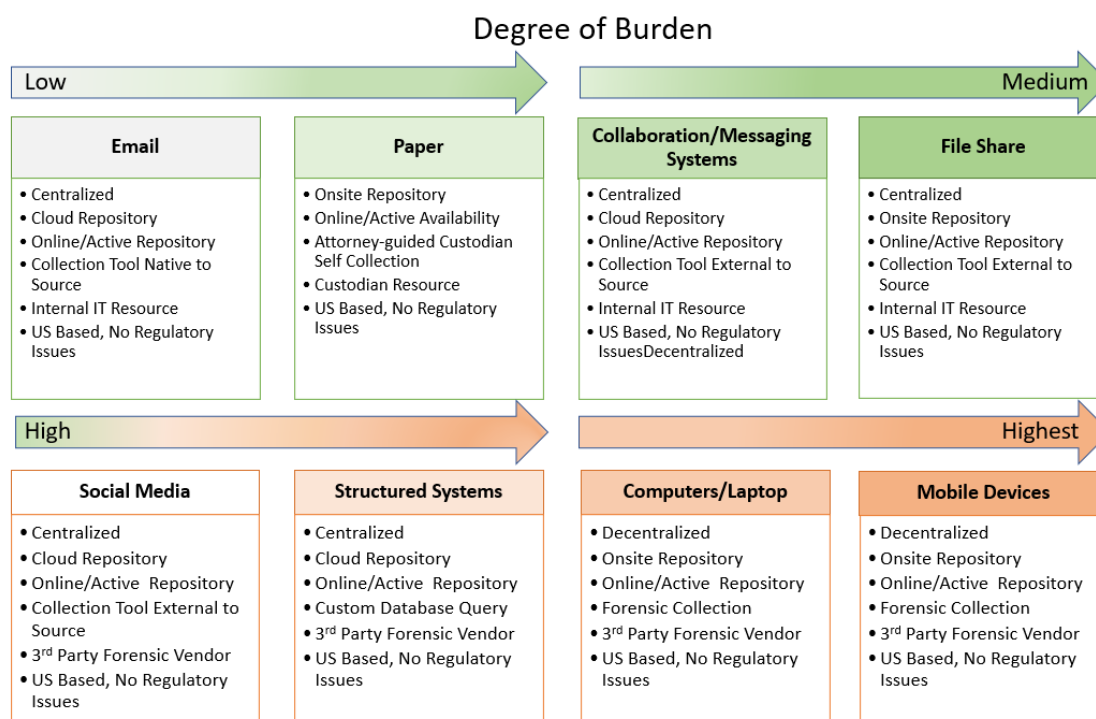 Degree of Burden
Low
Medium
Email
• Centralized
• Cloud Repository
• Online/Active Repository
• Collection Tool Native to
Source
• Internal IT Resource
• US Based, No Regulatory
Issues
Paper
• Onsite Repository
• Online/Active Availability
• Attorney-guided Custodian
Self Collection
• Custodian Resource
• US Based, No Regulatory
Issues
Collaboration/Messaging
Systems
• Centralized
• Cloud Repository
• Online/Active Repository
• Collection Tool External to
Source
• Internal IT Resource
• US Based, No Regulatory
IssuesDecentralized
File Share
• Centralized
• Onsite Repository
• Online/Active Repository
• Collection Tool External to
Source
• Internal IT Resource
• US Based, No Regulatory
Issues
High
Highest
Social Media
• Centralized
• Cloud Repository
• Online/Active Repository
• Collection Tool External to
Source
• 3rd Party Forensic Vendor
• US Based, No Regulatory
Issues
Structured Systems
• Centralized
• Cloud Repository
• Online/Active Repository
• Custom Database Query
• 3rd Party Forensic Vendor
• US Based, No Regulatory
Issues
Computers/Laptop
• Decentralized
• Onsite Repository
• Online/Active Repository
• Forensic Collection
• 3rd Party Forensic Vendor
• US Based, No Regulatory
Issues
Mobile Devices
• Decentralized
• Onsite Repository
• Online/Active Repository
• Forensic Collection
• 3rd Party Forensic Vendor
• US Based, No Regulatory
Issues